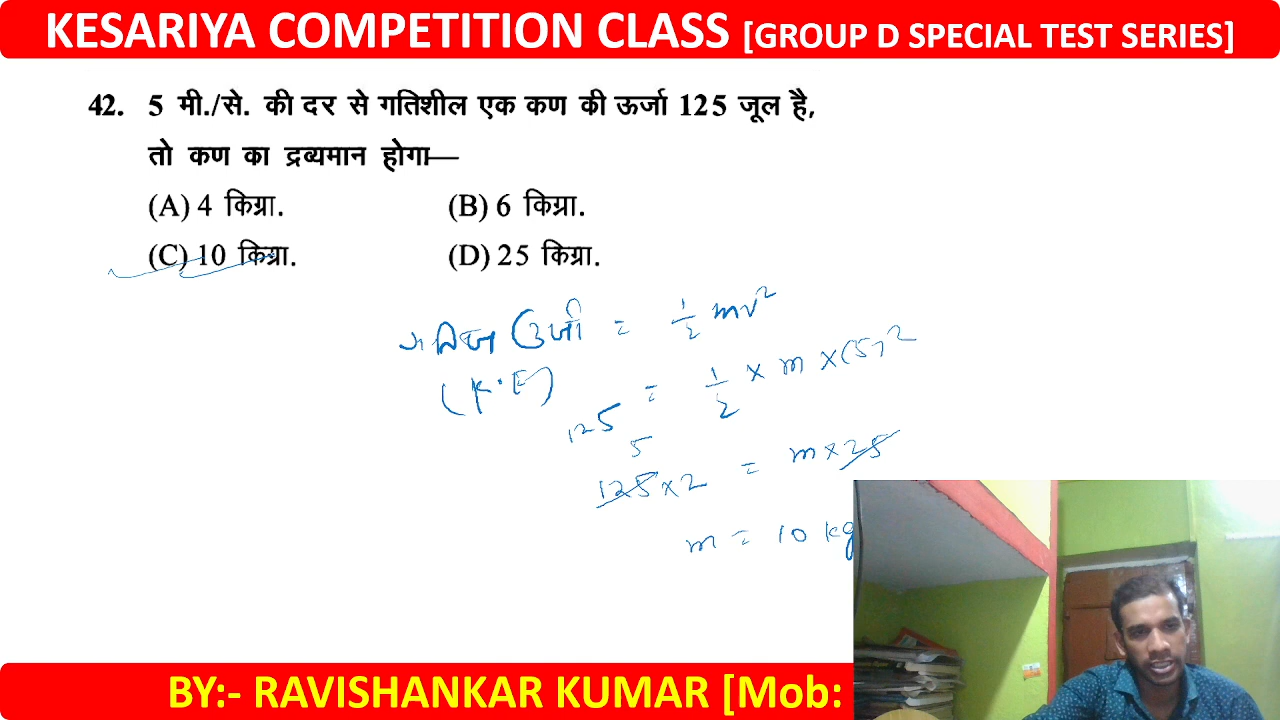 KESARIYA COMPETITION CLASS [GROUP D SPECIAL TEST SERIES]
42. 5 मी./से. की दर से गतिशील एक कण की ऊर्जा 125 जूल है,
तो कण का द्रव्यमान होगा—
(A) 4 किग्रा. (B) 6 किग्रा.
(C) 10 किग्रा. (D) 25 किग्रा.
गतिज ऊर्जा = 1/2 mv²
(K.E)
125 = 1/2 × m × (5)²
5
125 × 2 = m × 25
m = 10 kg
BY:- RAVISHANKAR KUMAR [Mob: